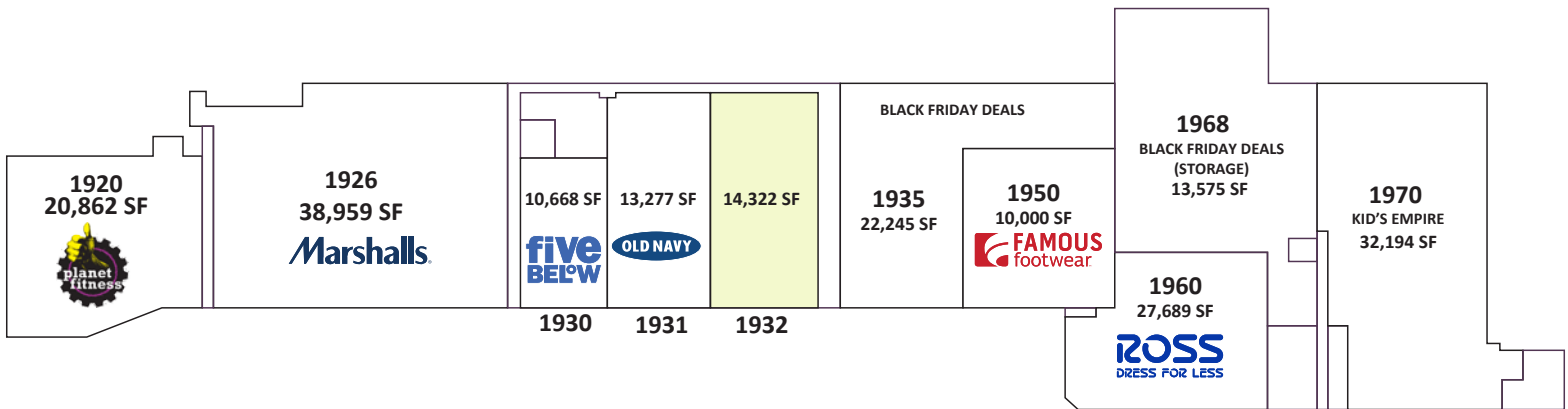 1920
20,862 SF
planet
fitness
1926
38,959 SF
Marshalls.
10,668 SF
five
BELOW
1930
13,277 SF
OLD NAVY
1931
14,322 SF
1932
BLACK FRIDAY DEALS
1935
22,245 SF
1950
10,000 SF
FAMOUS
footwear
1968
BLACK FRIDAY DEALS
(STORAGE)
13,575 SF
1960
27,689 SF
ROSS
DRESS FOR LESS
1970
KID'S EMPIRE
32,194 SF